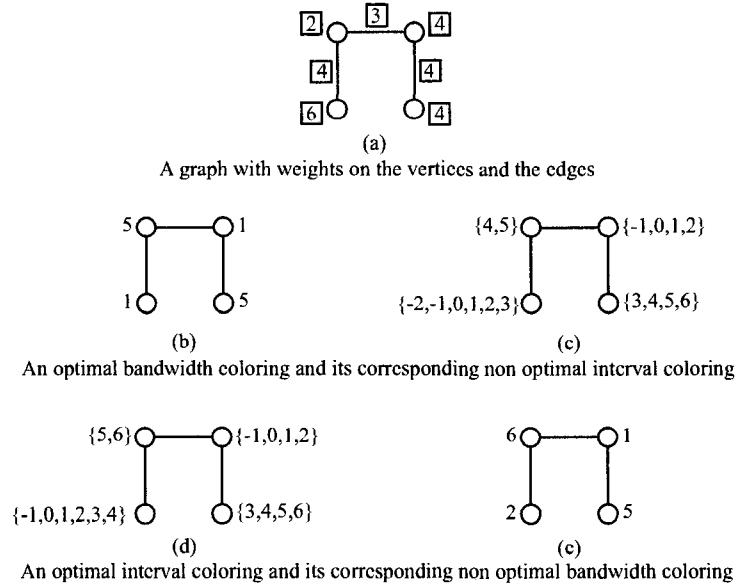 2 3 4
4 4
6 4
(a)
A graph with weights on the vertices and the edges
5 1 {4,5} {-1,0,1,2}
1 5 {-2,-1,0,1,2,3} {3,4,5,6}
(b) (c)
An optimal bandwidth coloring and its corresponding non optimal interval coloring
{5,6} {-1,0,1,2} 6 1
{-1,0,1,2,3,4} {3,4,5,6} 2 5
(d) (e)
An optimal interval coloring and its corresponding non optimal bandwidth coloring